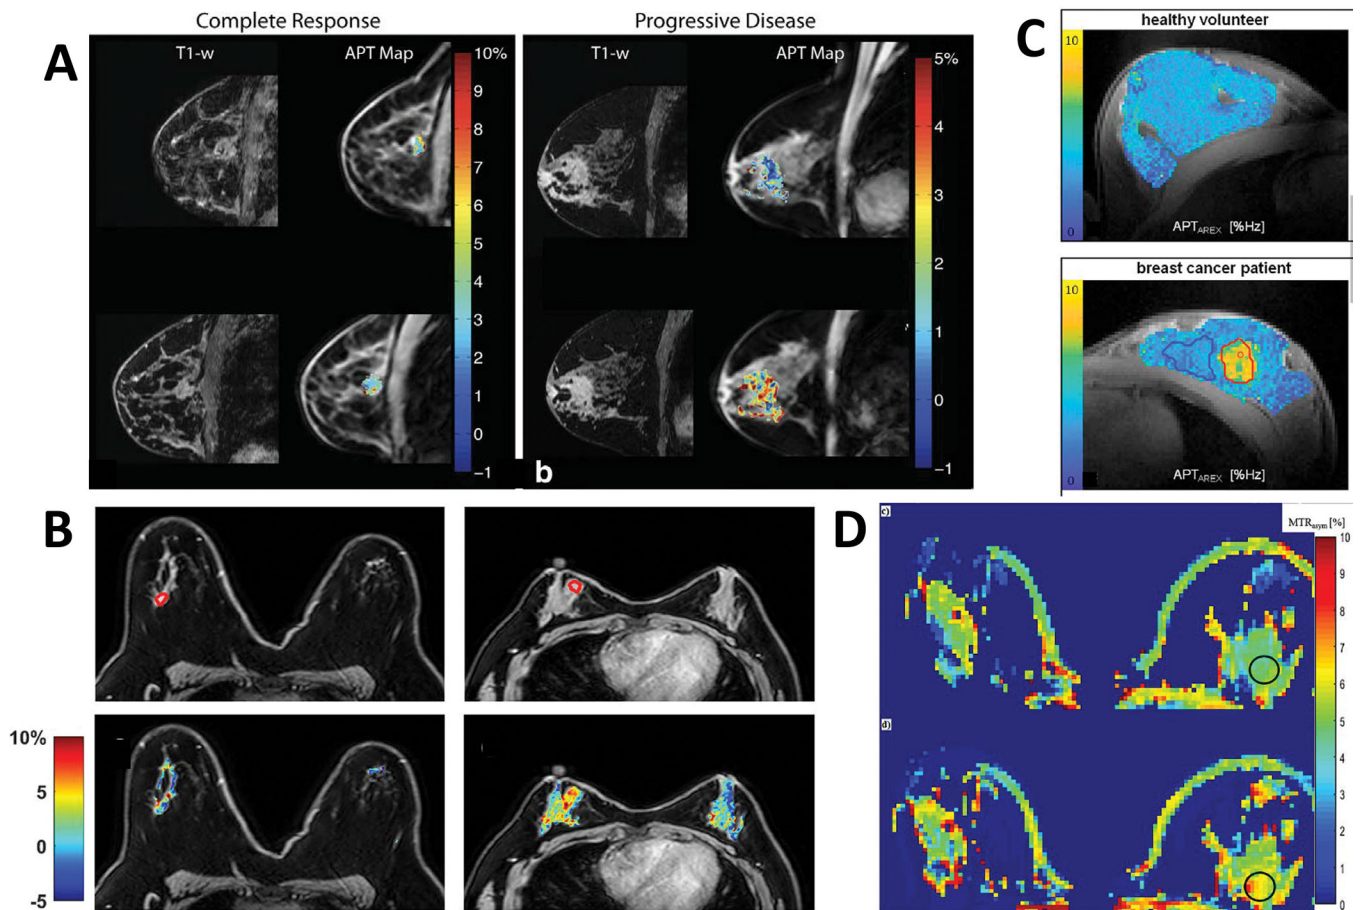 A
Complete Response
Progressive Disease
T1-w
APT Map
10%
9
8
7
6
5
4
3
2
1
0
−1
T1-w
APT Map
5%
4
3
2
1
0
−1
b
C
healthy volunteer
10
0
APTAREX [%Hz]
breast cancer patient
10
0
APTAREX [%Hz]
B
10%
5
0
-5
D
c)
d)
MTRasym [%]
10
9
8
7
6
5
4
3
2
1
0